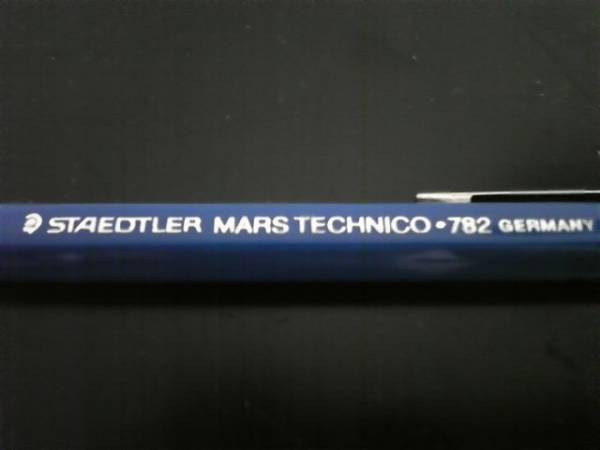 STAEDTLER MARS TECHNICO • 782 GERMANY